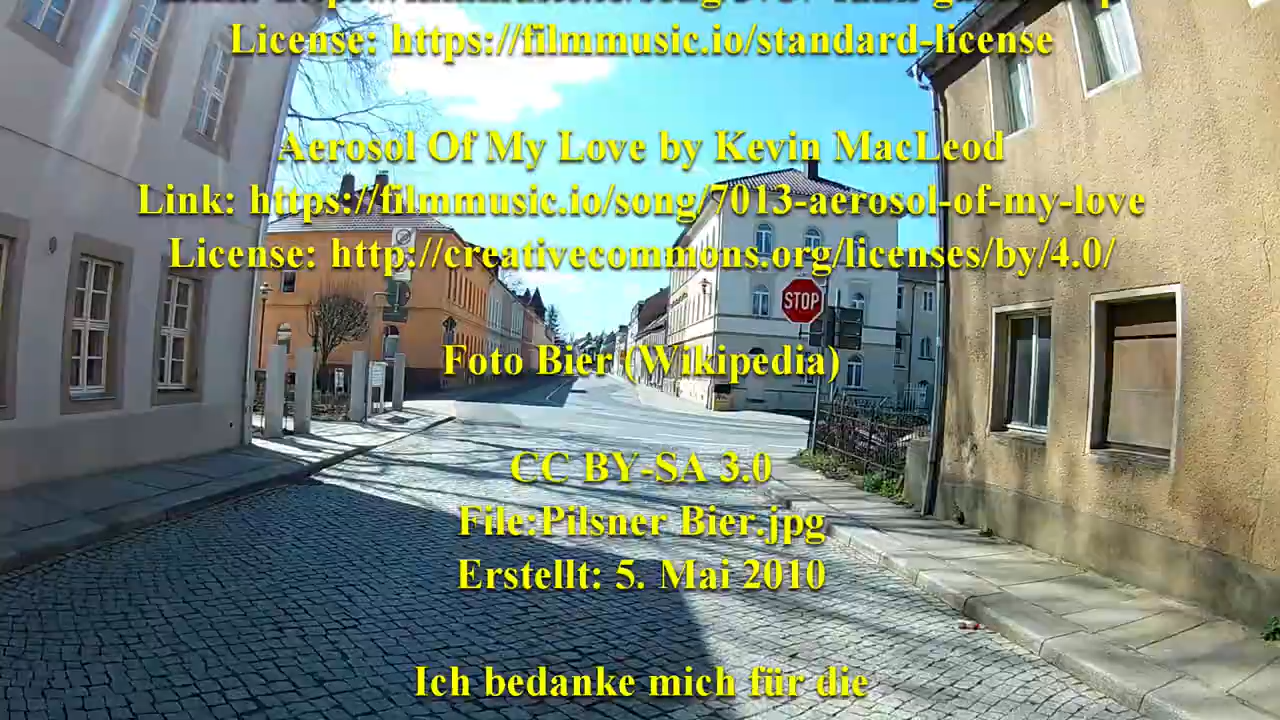 License: https://filmmusic.io/standard-license
Aerosol Of My Love by Kevin MacLeod
Link: https://filmmusic.io/song/7013-aerosol-of-my-love
License: http://creativecommons.org/licenses/by/4.0/
STOP
Foto Bier (Wikipedia)
CC BY-SA 3.0
File:Pilsner Bier.jpg
Erstellt: 5. Mai 2010
Ich bedanke mich für die